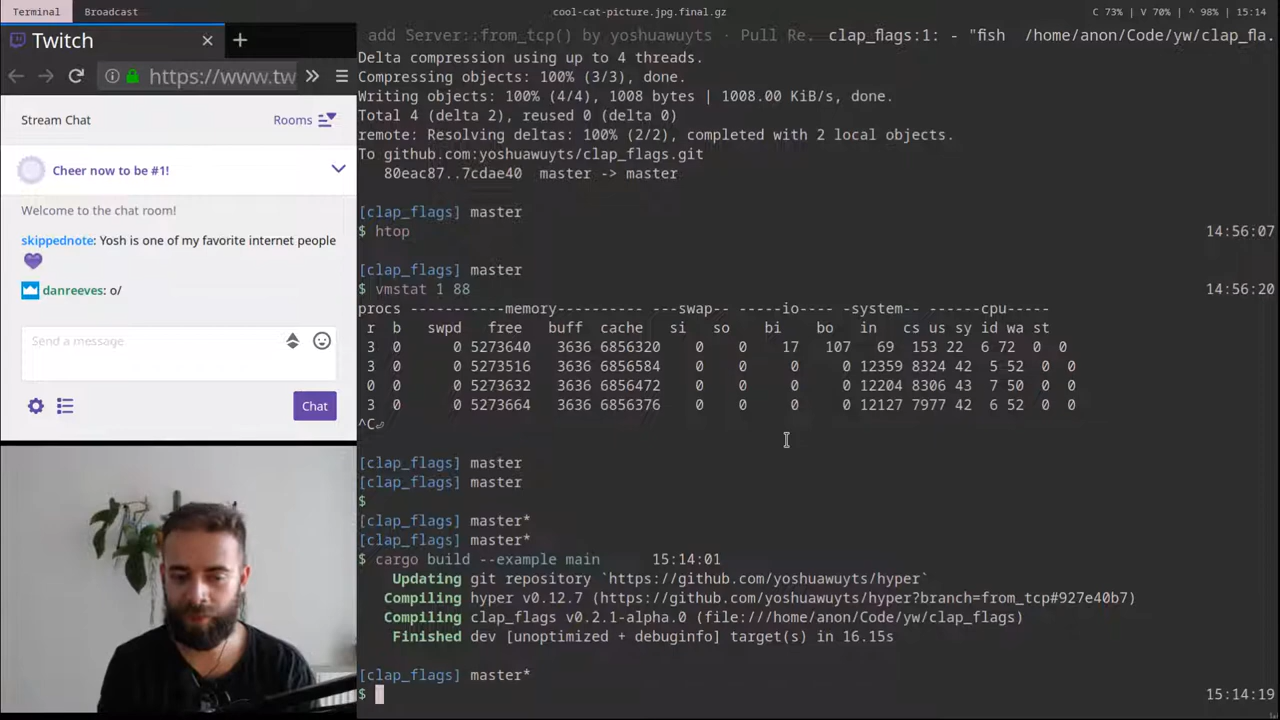 Terminal Broadcast cool-cat-picture.jpg.final.gz C 73% | V 70% | ^ 98% | 15:14
Twitch
https://www.tw
Stream Chat Rooms
Cheer now to be #1!
Welcome to the chat room!
skippednote: Yosh is one of my favorite internet people
danreeves: o/
Send a message
Chat
add Server::from_tcp() by yoshuawuyts · Pull Re. clap_flags:1: - "fish /home/anon/Code/yw/clap_fla.
Delta compression using up to 4 threads.
Compressing objects: 100% (3/3), done.
Writing objects: 100% (4/4), 1008 bytes | 1008.00 KiB/s, done.
Total 4 (delta 2), reused 0 (delta 0)
remote: Resolving deltas: 100% (2/2), completed with 2 local objects.
To github.com:yoshuawuyts/clap_flags.git
80eac87..7cdae40 master -> master
[clap_flags] master
$ htop 14:56:07
[clap_flags] master
$ vmstat 1 88 14:56:20
procs -----------memory---------- ---swap-- -----io---- -system-- ------cpu-----
r b swpd free buff cache si so bi bo in cs us sy id wa st
3 0 0 5273640 3636 6856320 0 0 17 107 69 153 22 6 72 0 0
3 0 0 5273516 3636 6856584 0 0 0 0 12359 8324 42 5 52 0 0
0 0 0 5273632 3636 6856472 0 0 0 0 12204 8306 43 7 50 0 0
3 0 0 5273664 3636 6856376 0 0 0 0 12127 7977 42 6 52 0 0
^C⏎
[clap_flags] master
[clap_flags] master
$
[clap_flags] master*
[clap_flags] master*
$ cargo build --example main 15:14:01
Updating git repository `https://github.com/yoshuawuyts/hyper`
Compiling hyper v0.12.7 (https://github.com/yoshuawuyts/hyper?branch=from_tcp#927e40b7)
Compiling clap_flags v0.2.1-alpha.0 (file:///home/anon/Code/yw/clap_flags)
Finished dev [unoptimized + debuginfo] target(s) in 16.15s
[clap_flags] master*
$ 15:14:19